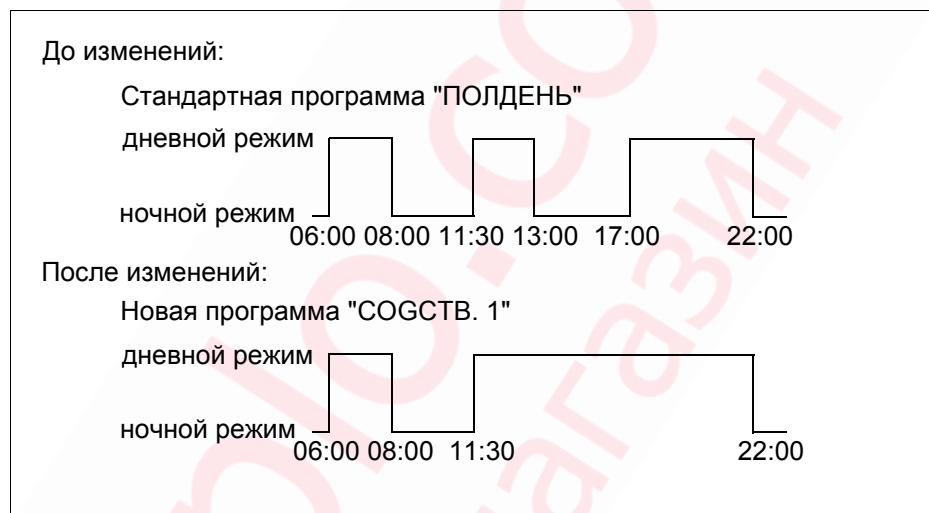 До изменений:
Стандартная программа "ПОЛДЕНЬ"
дневной режим
ночной режим
06:00 08:00 11:30 13:00 17:00 22:00
После изменений:
Новая программа "СОGСТВ. 1"
дневной режим
ночной режим
06:00 08:00 11:30 22:00